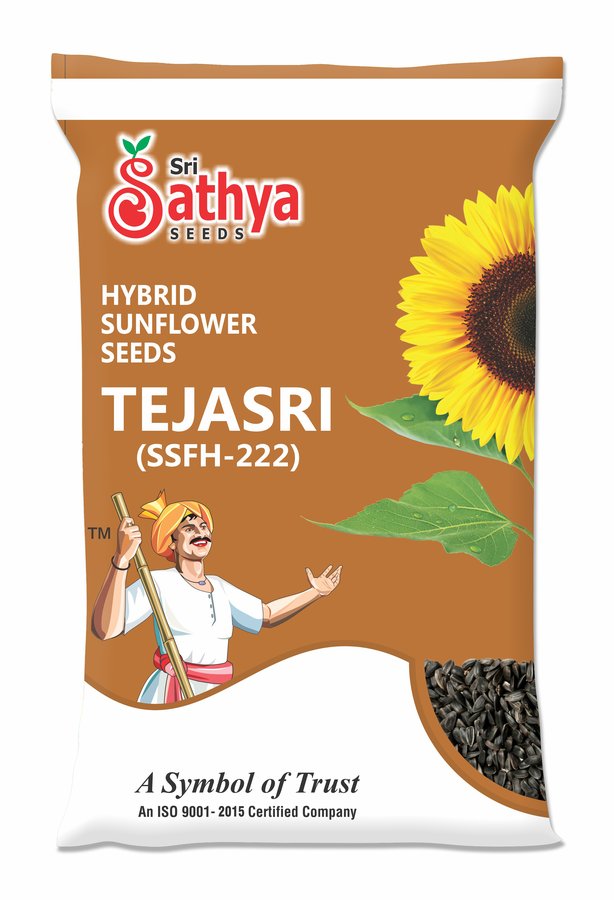 Sri
Sathya
SEEDS
HYBRID
SUNFLOWER
SEEDS
TEJASRI
(SSFH-222)
TM
A Symbol of Trust
An ISO 9001- 2015 Certified Company